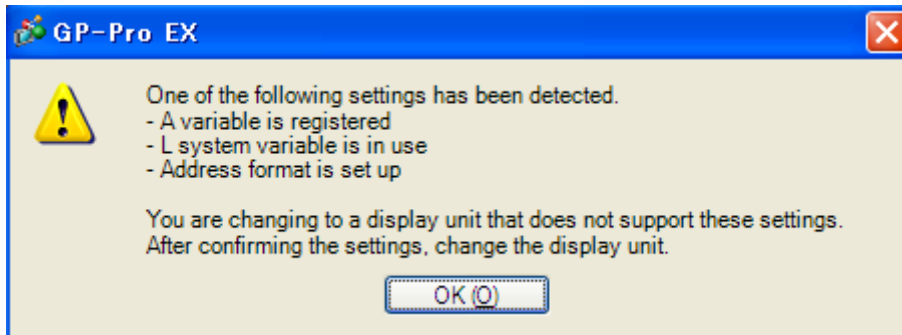 GP-Pro EX
One of the following settings has been detected.
- A variable is registered
- L system variable is in use
- Address format is set up
You are changing to a display unit that does not support these settings.
After confirming the settings, change the display unit.
OK (O)